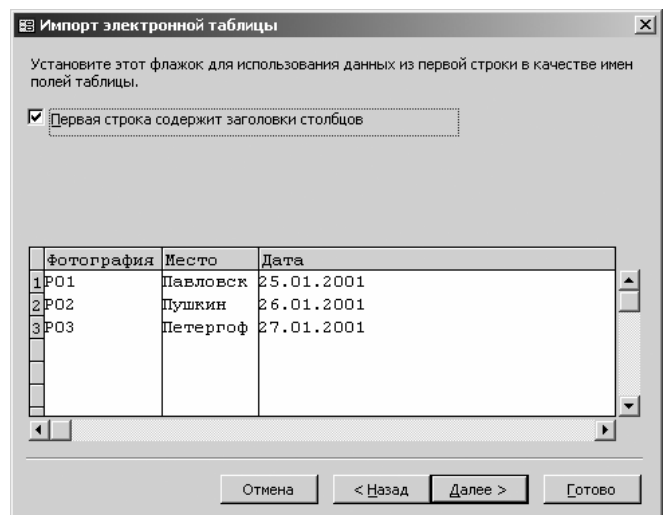 Импорт электронной таблицы
Установите этот флажок для использования данных из первой строки в качестве имен
полей таблицы.
Первая строка содержит заголовки столбцов
Фотография Место Дата
1 P01 Павловск 25.01.2001
2 P02 Пушкин 26.01.2001
3 P03 Петергоф 27.01.2001
Отмена < Назад Далее > Готово